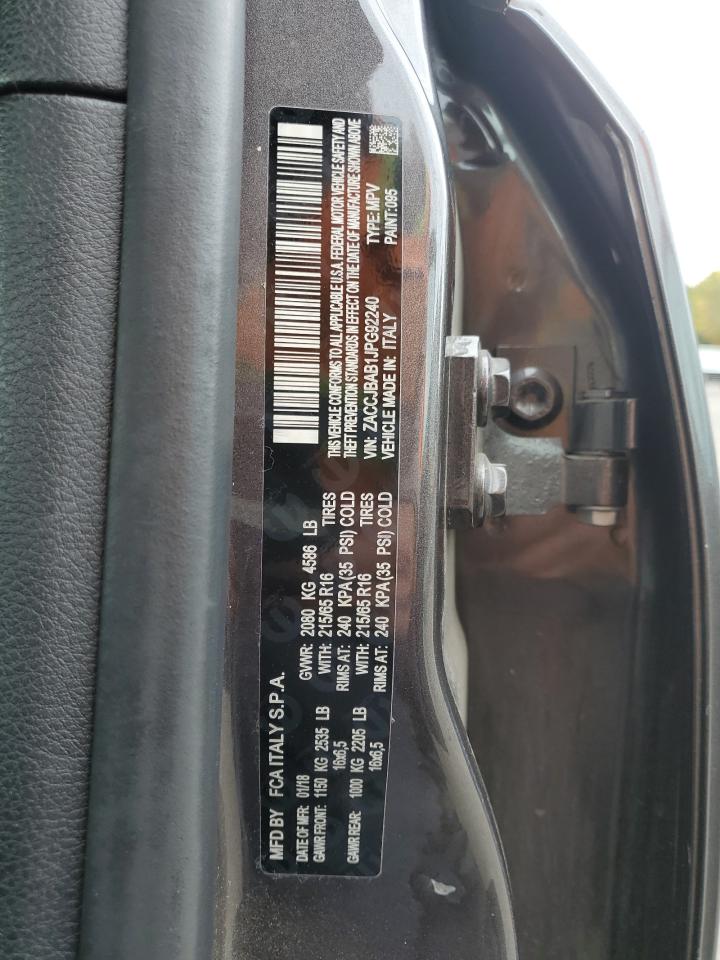 MFD BY FCA ITALY S.P.A.
DATE OF MFR: 01/18 GVWR: 2080 KG 4586 LB
GAWR FRONT: 1150 KG 2535 LB WITH: 215/65 R16 TIRES
16x6,5 RIMS AT: 240 KPA(35 PSI) COLD
GAWR REAR: 1000 KG 2205 LB WITH: 215/65 R16 TIRES
16x6,5 RIMS AT: 240 KPA(35 PSI) COLD
THIS VEHICLE CONFORMS TO ALL APPLICABLE U.S.A. FEDERAL MOTOR VEHICLE SAFETY AND
THEFT PREVENTION STANDARDS IN EFFECT ON THE DATE OF MANUFACTURE SHOWN ABOVE
VIN: ZACCJBAB1JPG92240 TYPE: MPV
VEHICLE MADE IN: ITALY PAINT: 095